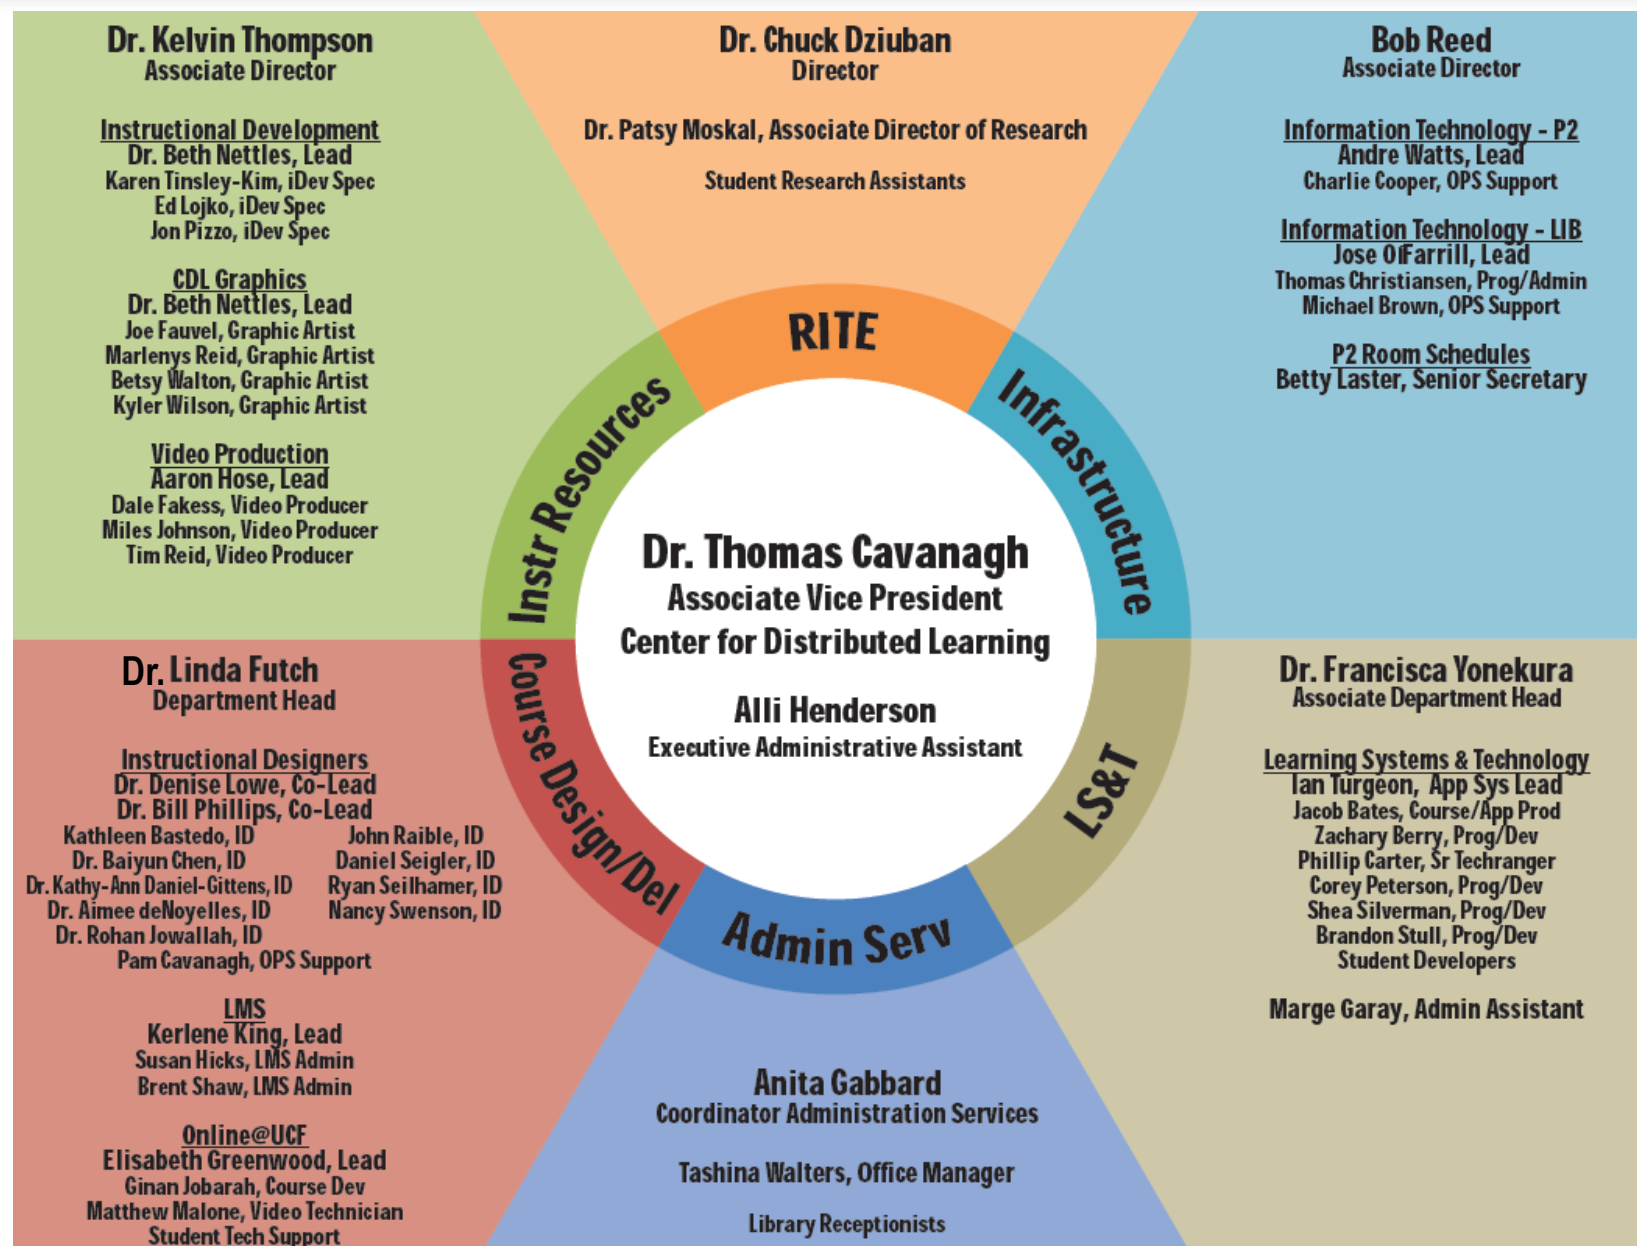 Dr. Kelvin Thompson
Associate Director
Instructional Development
Dr. Beth Nettles, Lead
Karen Tinsley-Kim, iDev Spec
Ed Lojko, iDev Spec
Jon Pizzo, iDev Spec
CDL Graphics
Dr. Beth Nettles, Lead
Joe Fauvel, Graphic Artist
Marlenys Reid, Graphic Artist
Betsy Walton, Graphic Artist
Kyler Wilson, Graphic Artist
Video Production
Aaron Hose, Lead
Dale Fakess, Video Producer
Miles Johnson, Video Producer
Tim Reid, Video Producer
Dr. Chuck Dziuban
Director
Dr. Patsy Moskal, Associate Director of Research
Student Research Assistants
Bob Reed
Associate Director
Information Technology - P2
Andre Watts, Lead
Charlie Cooper, OPS Support
Information Technology - LIB
Jose OfFarrill, Lead
Thomas Christiansen, Prog/Admin
Michael Brown, OPS Support
P2 Room Schedules
Betty Laster, Senior Secretary
RITE
Instr Resources
Infrastructure
Dr. Thomas Cavanagh
Associate Vice President
Center for Distributed Learning
Alli Henderson
Executive Administrative Assistant
Course Design/Del
LS&T
Admin Serv
Dr. Linda Futch
Department Head
Instructional Designers
Dr. Denise Lowe, Co-Lead
Dr. Bill Phillips, Co-Lead
Kathleen Bastedo, ID
John Raible, ID
Dr. Baiyun Chen, ID
Daniel Seigler, ID
Dr. Kathy-Ann Daniel-Gittens, ID
Ryan Seilhamer, ID
Dr. Aimee deNoyelles, ID
Nancy Swenson, ID
Dr. Rohan Jowallah, ID
Pam Cavanagh, OPS Support
LMS
Kerlene King, Lead
Susan Hicks, LMS Admin
Brent Shaw, LMS Admin
Online@UCF
Elisabeth Greenwood, Lead
Ginan Jobarah, Course Dev
Matthew Malone, Video Technician
Student Tech Support
Anita Gabbard
Coordinator Administration Services
Tashina Walters, Office Manager
Library Receptionists
Dr. Francisca Yonekura
Associate Department Head
Learning Systems & Technology
Ian Turgeon, App Sys Lead
Jacob Bates, Course/App Prod
Zachary Berry, Prog/Dev
Phillip Carter, Sr Techranger
Corey Peterson, Prog/Dev
Shea Silverman, Prog/Dev
Brandon Stull, Prog/Dev
Student Developers
Marge Garay, Admin Assistant